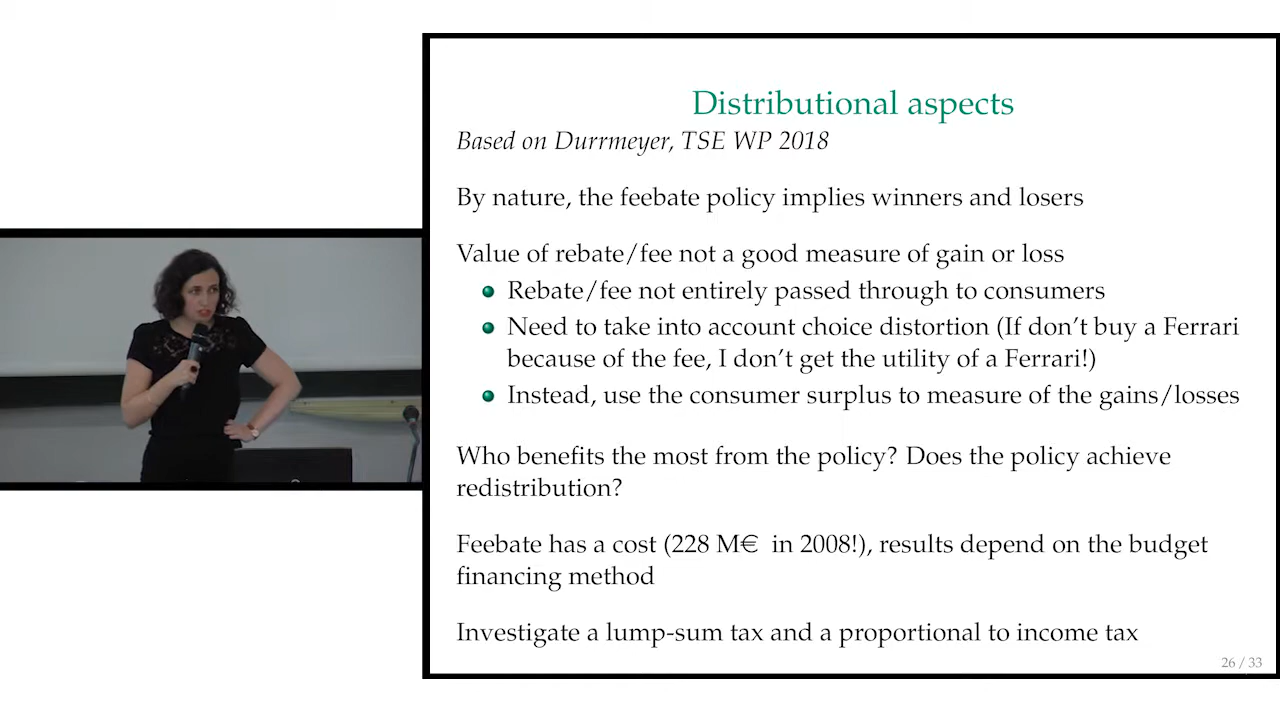 Distributional aspects
Based on Durrmeyer, TSE WP 2018
By nature, the feebate policy implies winners and losers
Value of rebate/fee not a good measure of gain or loss
Rebate/fee not entirely passed through to consumers
Need to take into account choice distortion (If don't buy a Ferrari
because of the fee, I don't get the utility of a Ferrari!)
Instead, use the consumer surplus to measure of the gains/losses
Who benefits the most from the policy? Does the policy achieve
redistribution?
Feebate has a cost (228 M€ in 2008!), results depend on the budget
financing method
Investigate a lump-sum tax and a proportional to income tax
26 / 33